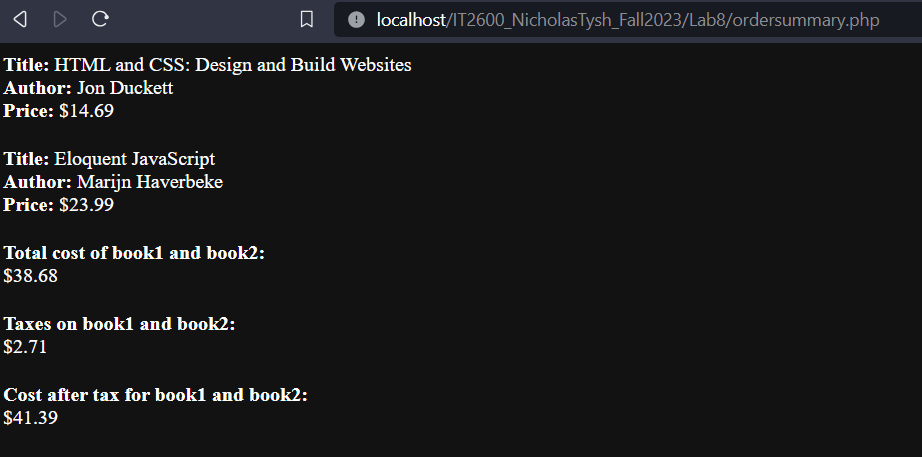 localhost/IT2600_NicholasTysh_Fall2023/Lab8/ordersummary.php
Title: HTML and CSS: Design and Build Websites
Author: Jon Duckett
Price: $14.69
Title: Eloquent JavaScript
Author: Marijn Haverbeke
Price: $23.99
Total cost of book1 and book2:
$38.68
Taxes on book1 and book2:
$2.71
Cost after tax for book1 and book2:
$41.39